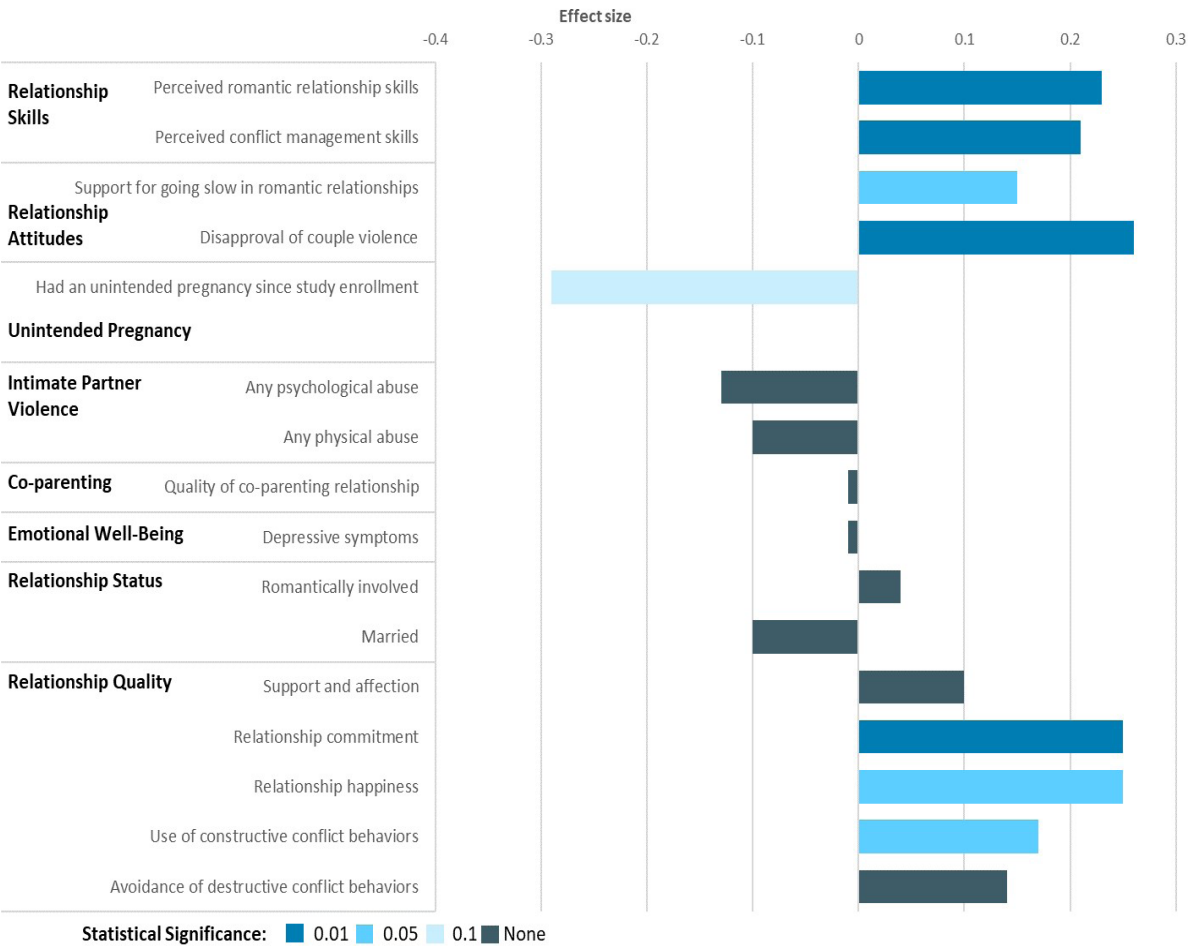 Effect size
-0.4 -0.3 -0.2 -0.1 0 0.1 0.2 0.3
Relationship
Skills
Perceived romantic relationship skills
Perceived conflict management skills
Support for going slow in romantic relationships
Relationship
Attitudes
Disapproval of couple violence
Had an unintended pregnancy since study enrollment
Unintended Pregnancy
Intimate Partner
Violence
Any psychological abuse
Any physical abuse
Co-parenting
Quality of co-parenting relationship
Emotional Well-Being
Depressive symptoms
Relationship Status
Romantically involved
Married
Relationship Quality
Support and affection
Relationship commitment
Relationship happiness
Use of constructive conflict behaviors
Avoidance of destructive conflict behaviors
Statistical Significance: 0.01 0.05 0.1 None